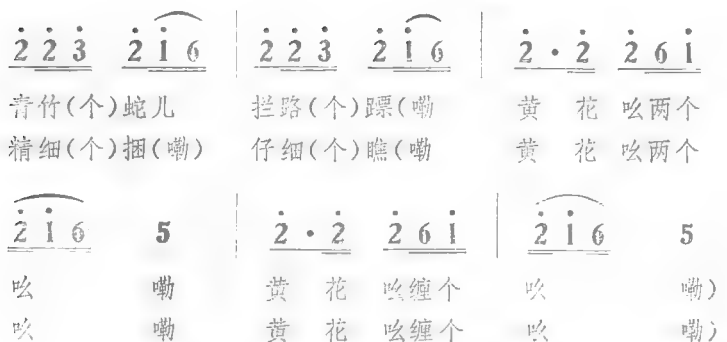 2 2 3 2 1 6 | 2 2 3 2 1 6 | 2 · 2 2 6 1
青竹(个)蛇儿 拦路(个)踝(嘞 黄 花 吆两个
精细(个)捆(嘞) 仔细(个)瞧(嘞 黄 花 吆两个
2 1 6 5 | 2 · 2 2 6 1 | 2 1 6 5
吆 嘞 黄 花 吆缠个 吆 嘞)
吆 嘞 黄 花 吆缠个 吆 嘞)